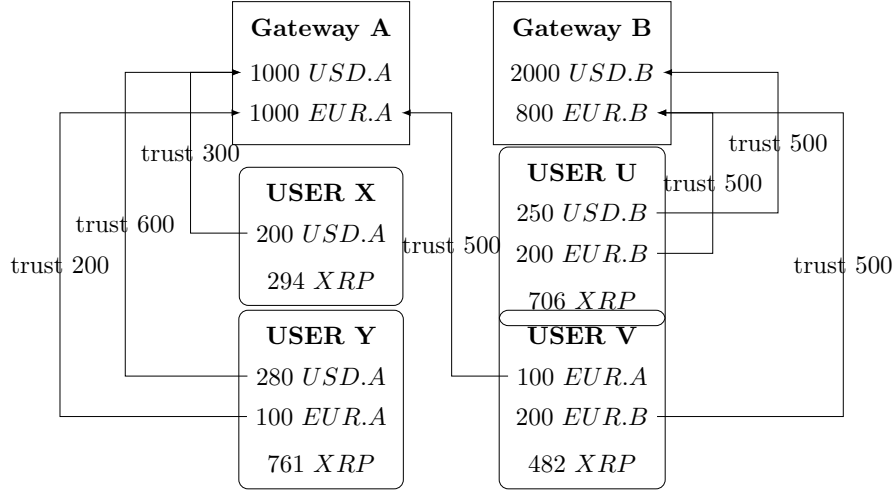 Gateway A
1000 USD.A
1000 EUR.A
Gateway B
2000 USD.B
800 EUR.B
trust 300
trust 600
trust 200
trust 500
trust 500
trust 500
trust 500
USER X
200 USD.A
294 XRP
USER U
250 USD.B
200 EUR.B
706 XRP
USER Y
280 USD.A
100 EUR.A
761 XRP
USER V
100 EUR.A
200 EUR.B
482 XRP